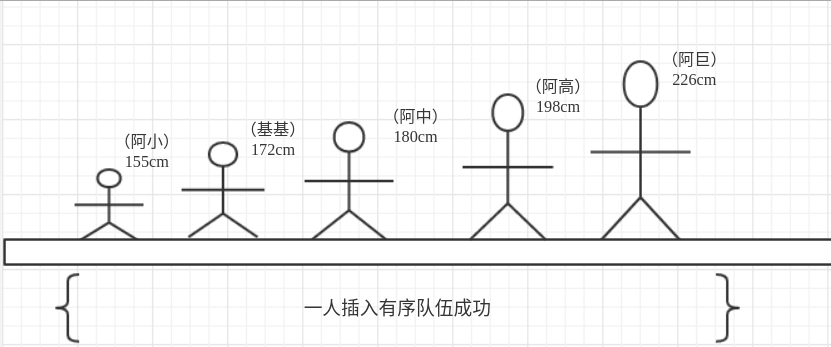 （阿小）
155cm
（基基）
172cm
（阿中）
180cm
（阿高）
198cm
（阿巨）
226cm
一人插入有序队伍成功